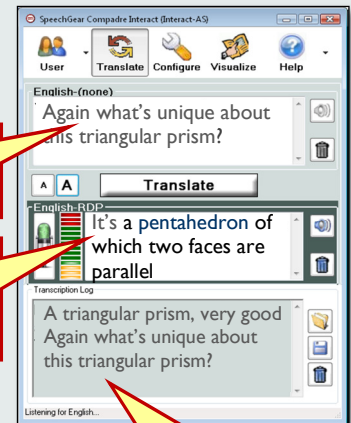 SpeechGear Compadre Interact (Interact-AS)
User Translate Configure Visualize Help
English-(none)
Again what's unique about
this triangular prism?
A A Translate
English-RDP
It's a pentahedron of
which two faces are
parallel
Transcription Log
A triangular prism, very good
Again what's unique about
this triangular prism?
Listening for English...